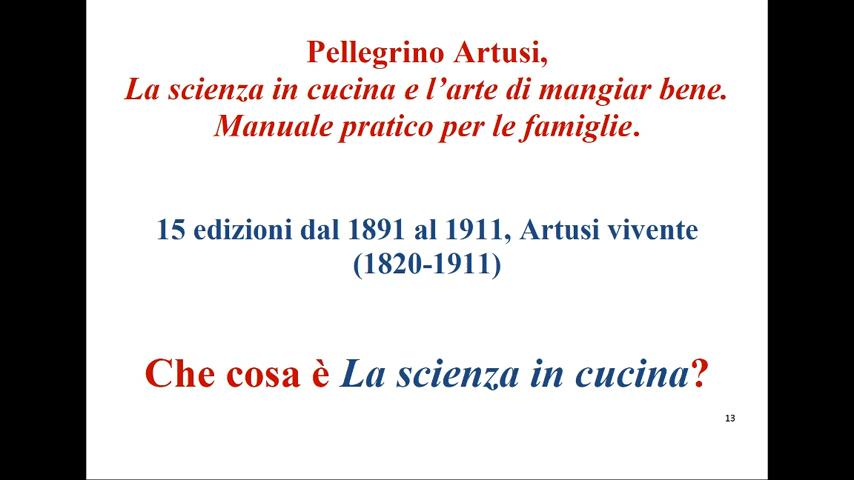 Pellegrino Artusi,
La scienza in cucina e l’arte di mangiar bene.
Manuale pratico per le famiglie.
15 edizioni dal 1891 al 1911, Artusi vivente
(1820-1911)
Che cosa è La scienza in cucina?
13